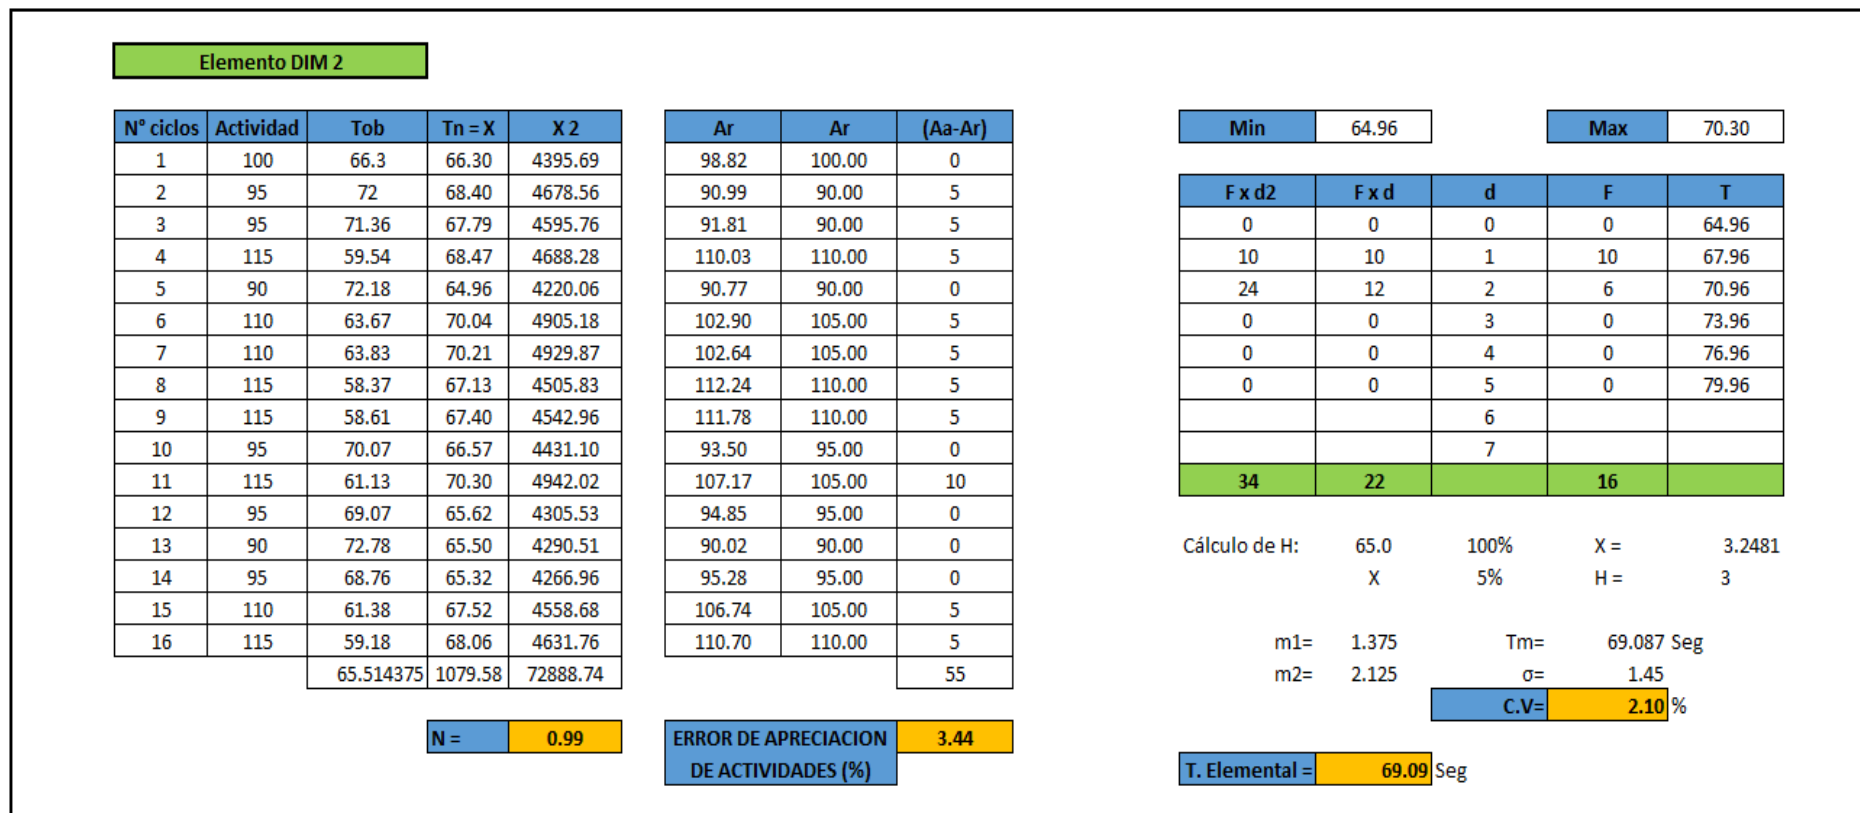 Elemento DIM 2
N° ciclos Actividad Tob Tn = X X 2 Ar Ar (Aa-Ar) Min 64.96 Max 70.30
1 100 66.3 66.30 4395.69 98.82 100.00 0
2 95 72 68.40 4678.56 90.99 90.00 5 F x d2 F x d d F T
3 95 71.36 67.79 4595.76 91.81 90.00 5 0 0 0 0 64.96
4 115 59.54 68.47 4688.28 110.03 110.00 5 10 10 1 10 67.96
5 90 72.18 64.96 4220.06 90.77 90.00 0 24 12 2 6 70.96
6 110 63.67 70.04 4905.18 102.90 105.00 5 0 0 3 0 73.96
7 110 63.83 70.21 4929.87 102.64 105.00 5 0 0 4 0 76.96
8 115 58.37 67.13 4505.83 112.24 110.00 5 0 0 5 0 79.96
9 115 58.61 67.40 4542.96 111.78 110.00 5 6
10 95 70.07 66.57 4431.10 93.50 95.00 0 7
11 115 61.13 70.30 4942.02 107.17 105.00 10 34 22 16
12 95 69.07 65.62 4305.53 94.85 95.00 0
13 90 72.78 65.50 4290.51 90.02 90.00 0 Cálculo de H: 65.0 100% X = 3.2481
14 95 68.76 65.32 4266.96 95.28 95.00 0 X 5% H = 3
15 110 61.38 67.52 4558.68 106.74 105.00 5
16 115 59.18 68.06 4631.76 110.70 110.00 5 m1= 1.375 Tm= 69.087 Seg
65.514375 1079.58 72888.74 55 m2= 2.125 σ= 1.45
C.V= 2.10 %
N = 0.99 ERROR DE APRECIACION 3.44
DE ACTIVIDADES (%) T. Elemental = 69.09 Seg